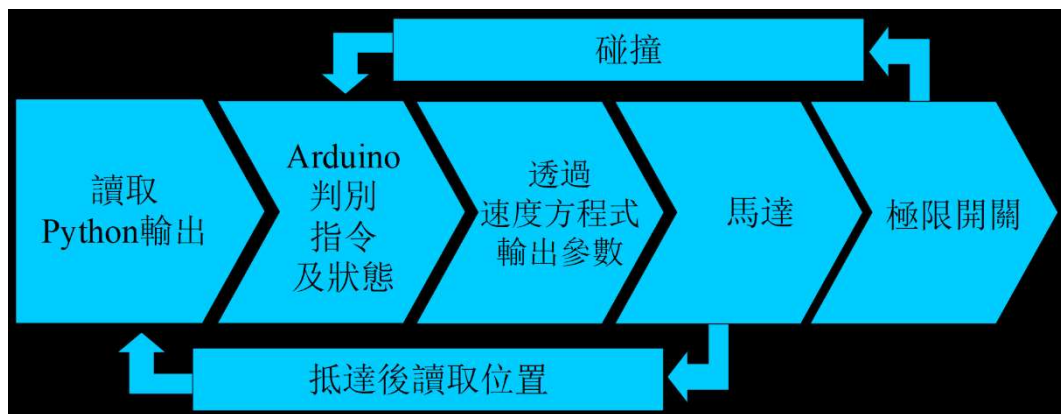 碰撞
讀取
Python輸出
Arduino
判別
指令
及狀態
透過
速度方程式
輸出參數
馬達
極限開關
抵達後讀取位置